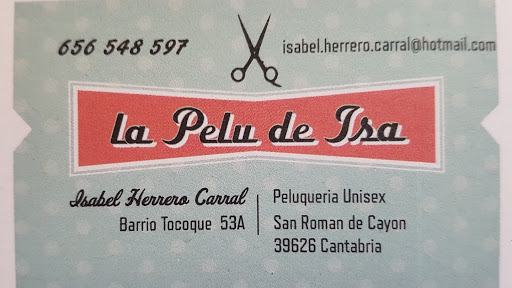 656 548 597
isabel.herrero.carral@hotmail.com
la Pelu de Isa
Isabel Herrero Carral
Barrio Tocoque 53A
Peluqueria Unisex
San Roman de Cayon
39626 Cantabria